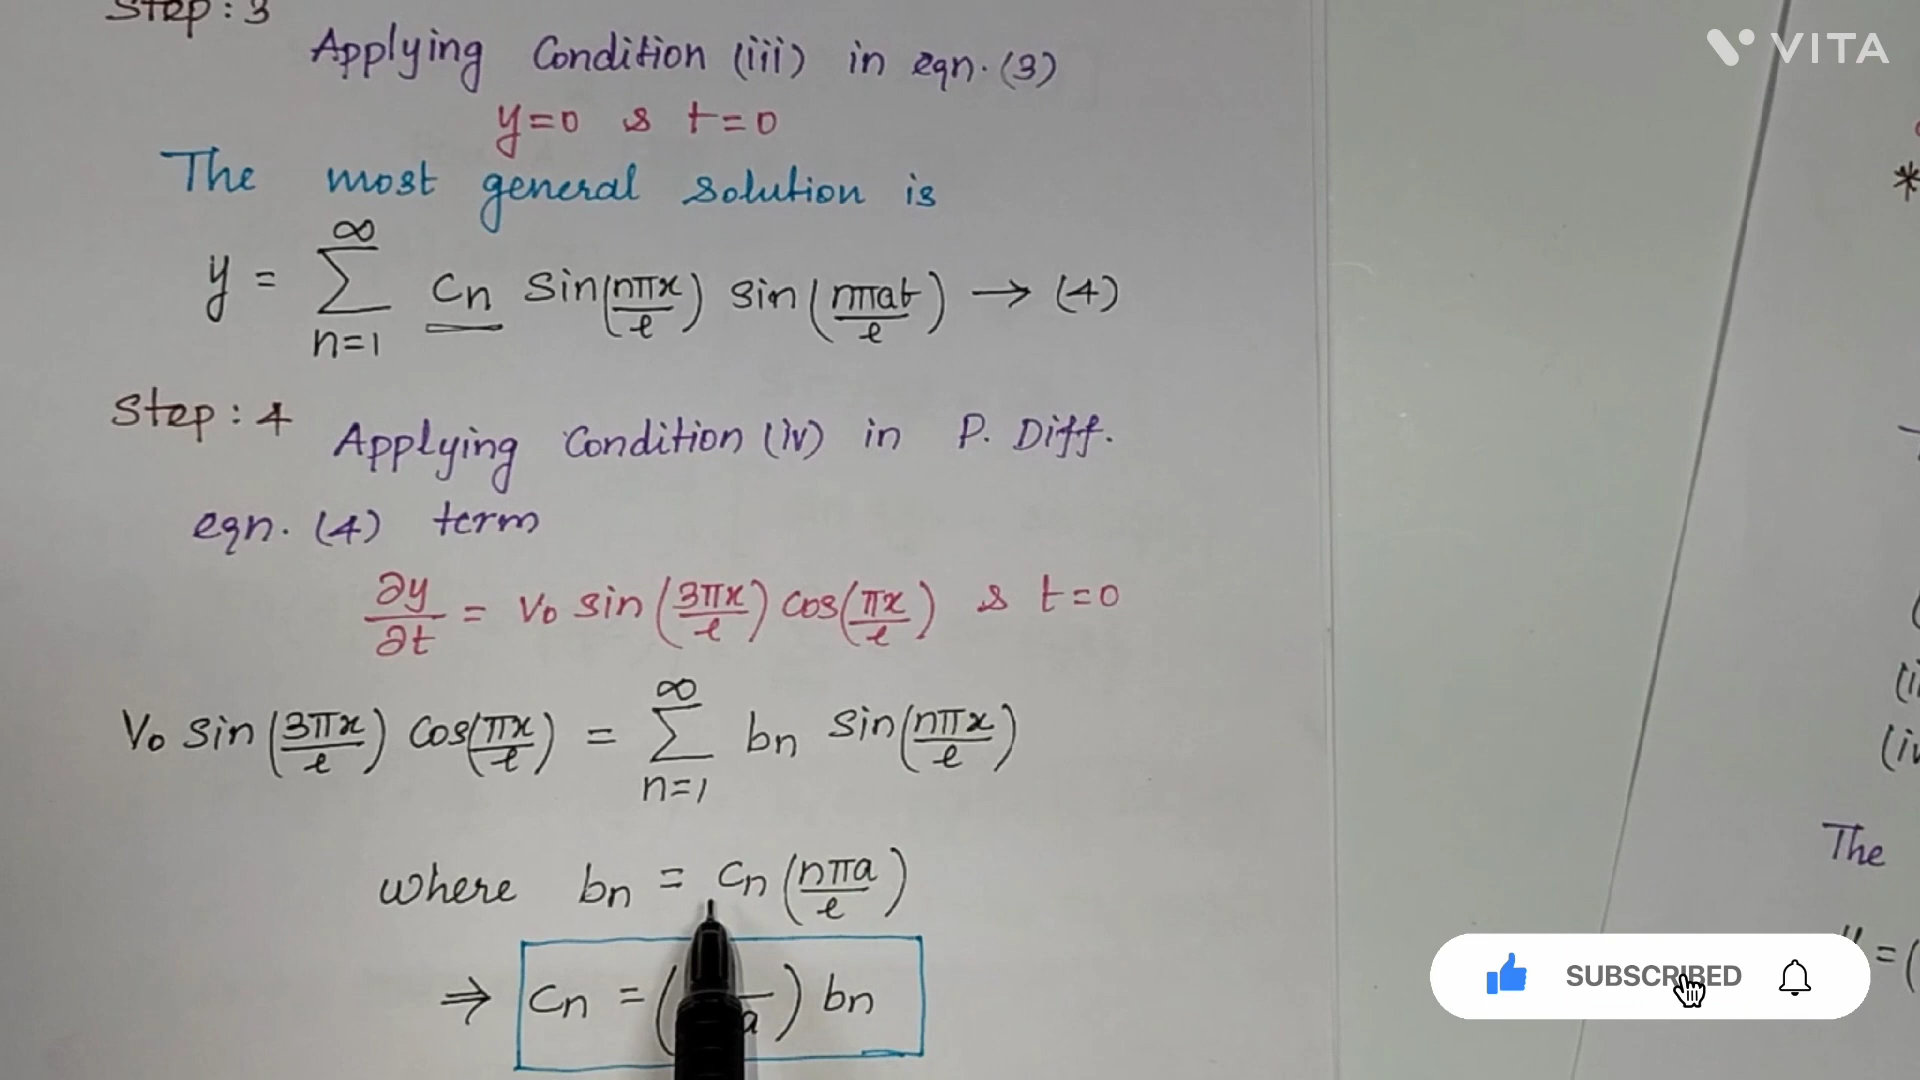 Step : 3
VITA
Applying Condition (iii) in eqn. (3)
y=0 & t=0
The most general solution is
y = ∞ Σ n=1 cn sin(nπx/l) sin(nπat/l) → (4)
Step : 4
Applying Condition (iv) in P. Diff.
eqn. (4) term
∂y/∂t = V0 sin(3πx/l) cos(πx/l) & t=0
V0 sin(3πx/l) cos(πx/l) = ∞ Σ n=1 bn sin(nπx/l)
where bn = cn (nπa/l)
⇒ cn = ( a ) bn
*
The
SUBSCRIBED